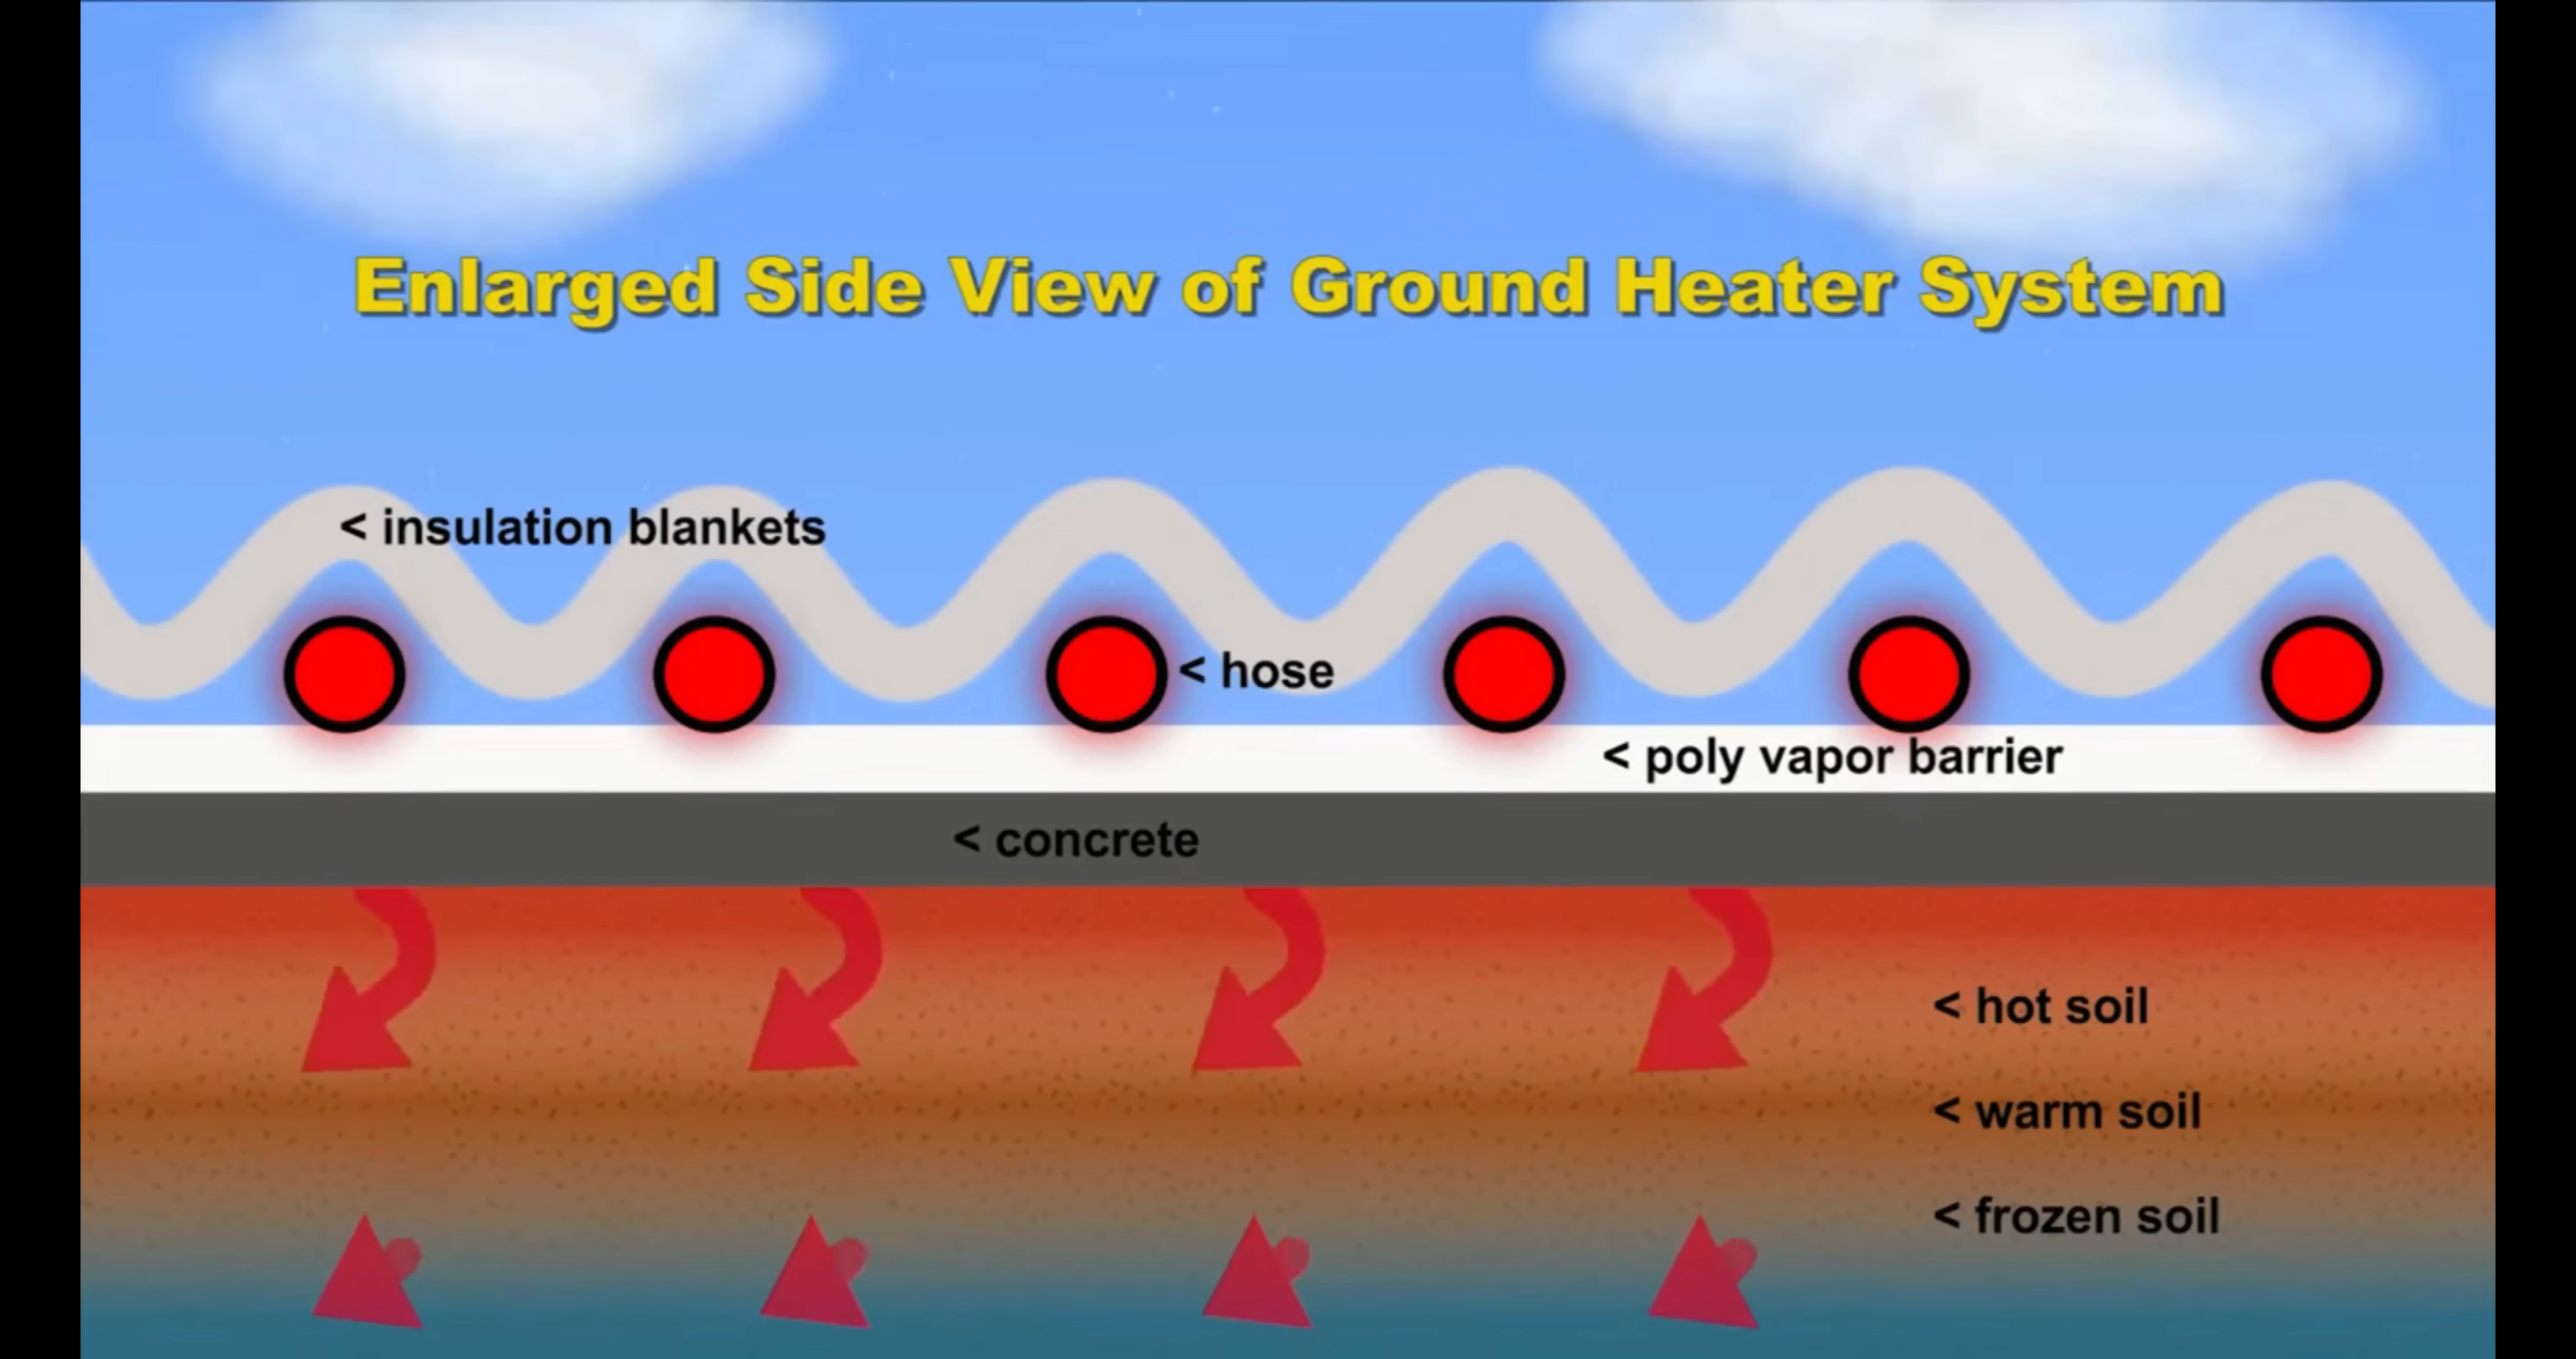 Enlarged Side View of Ground Heater System
< insulation blankets
< hose
< poly vapor barrier
< concrete
< hot soil
< warm soil
< frozen soil